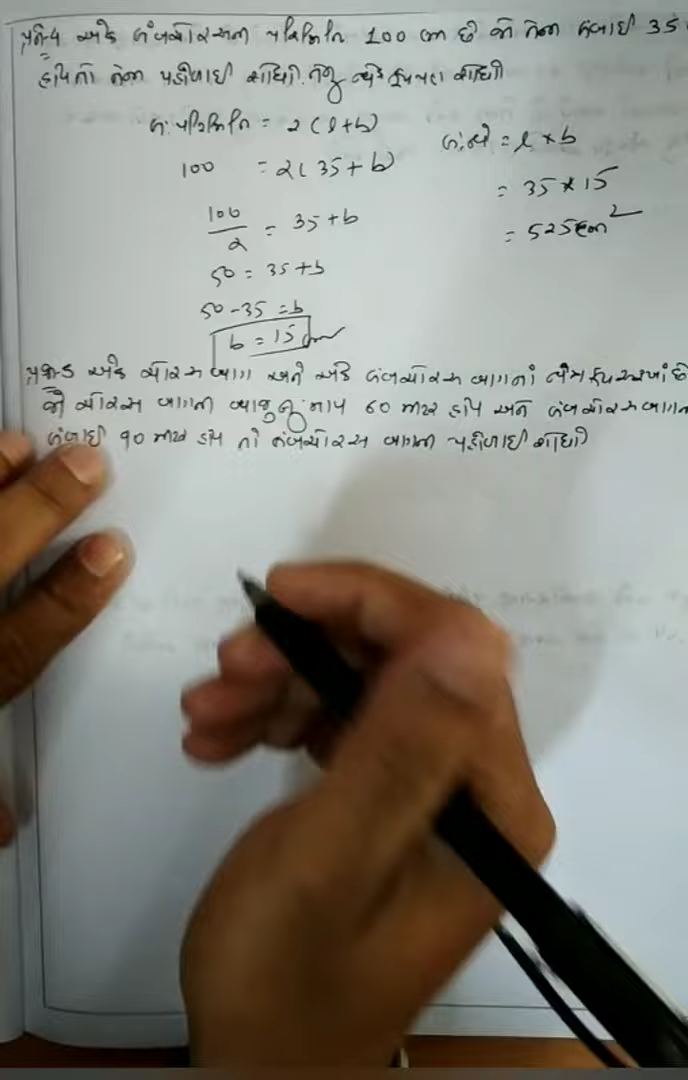 પ્રશ્ન-4 એક લંબચોરસની પરિમિતિ 100 cm છે જો તેની લંબાઈ 35
હોય તો તેની પહોળાઈ શોધો. તેનુ ક્ષેત્રફળ શોધો
લં. પરિમિતિ = 2 (l+b)
100 = 2( 35 + b)
100/2 = 35 + b
50 = 35 + b
50 - 35 = b
b = 15 cm
લં.ક્ષે = l × b
= 35 × 15
= 525 cm²
પ્રશ્ન-5 એક ચોરસ બાગ અને એક લંબચોરસ બાગનાં ક્ષેત્રફળ સરખાં છે
જો ચોરસ બાગની બાજુનું માપ 60 મીટર હોય અને લંબચોરસ બાગની
લંબાઈ 90 મીટર હોય તો લંબચોરસ બાગની પહોળાઈ શોધો